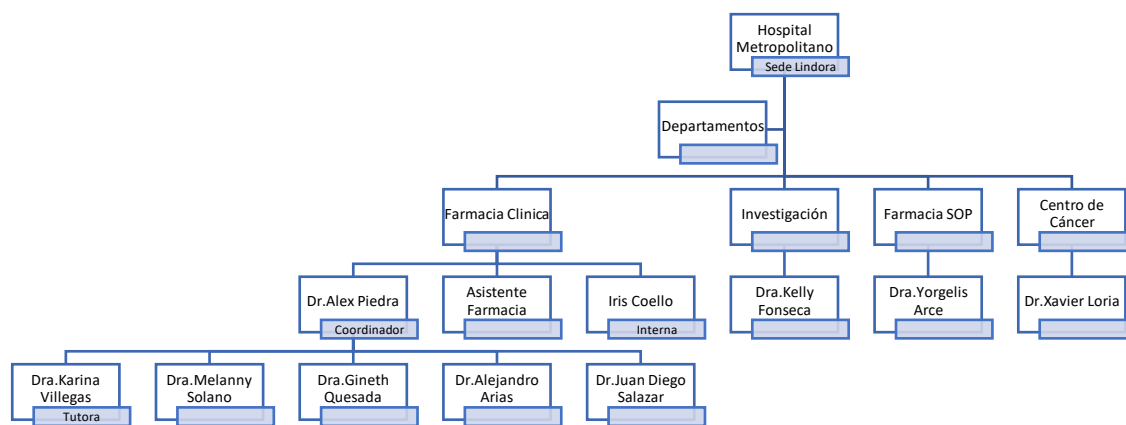 Hospital
Metropolitano
Sede Lindora
Departamentos
Farmacia Clinica
Investigación
Farmacia SOP
Centro de
Cáncer
Dr.Alex Piedra
Coordinador
Asistente
Farmacia
Iris Coello
Interna
Dra.Kelly
Fonseca
Dra.Yorgelis
Arce
Dr.Xavier Loria
Dra.Karina
Villegas
Tutora
Dra.Melanny
Solano
Dra.Gineth
Quesada
Dr.Alejandro
Arias
Dr.Juan Diego
Salazar